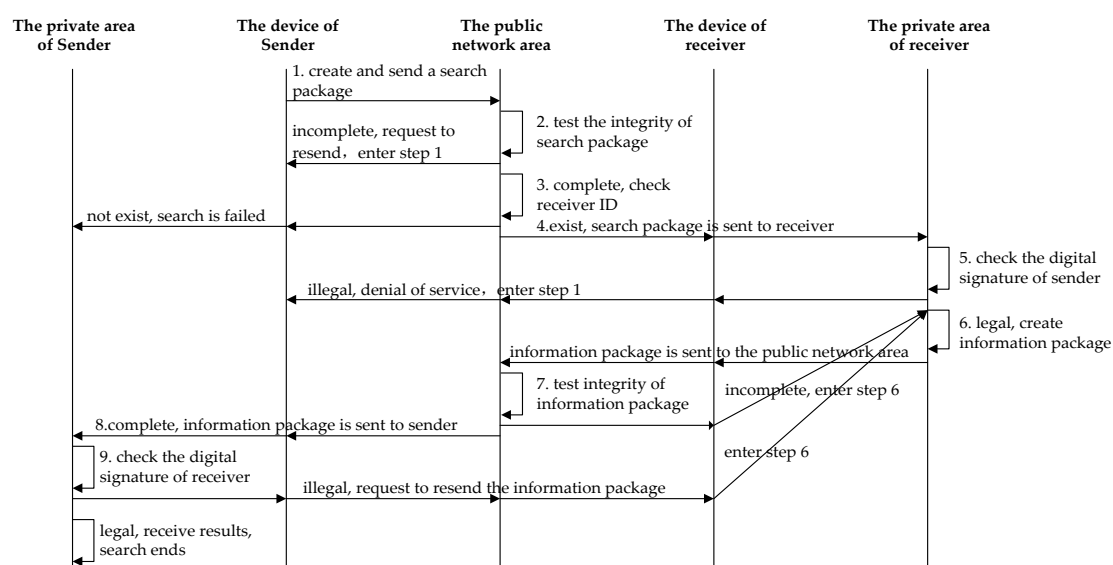 The private area
of Sender
The device of
Sender
The public
network area
The device of
receiver
The private area
of receiver
1. create and send a search
package
2. test the integrity of
search package
incomplete, request to
resend，enter step 1
3. complete, check
receiver ID
not exist, search is failed
4.exist, search package is sent to receiver
5. check the digital
signature of sender
illegal, denial of service，enter step 1
6. legal, create
information package
information package is sent to the public network area
7. test integrity of
information package
incomplete, enter step 6
8.complete, information package is sent to sender
9. check the digital
signature of receiver
enter step 6
illegal, request to resend the information package
legal, receive results,
search ends